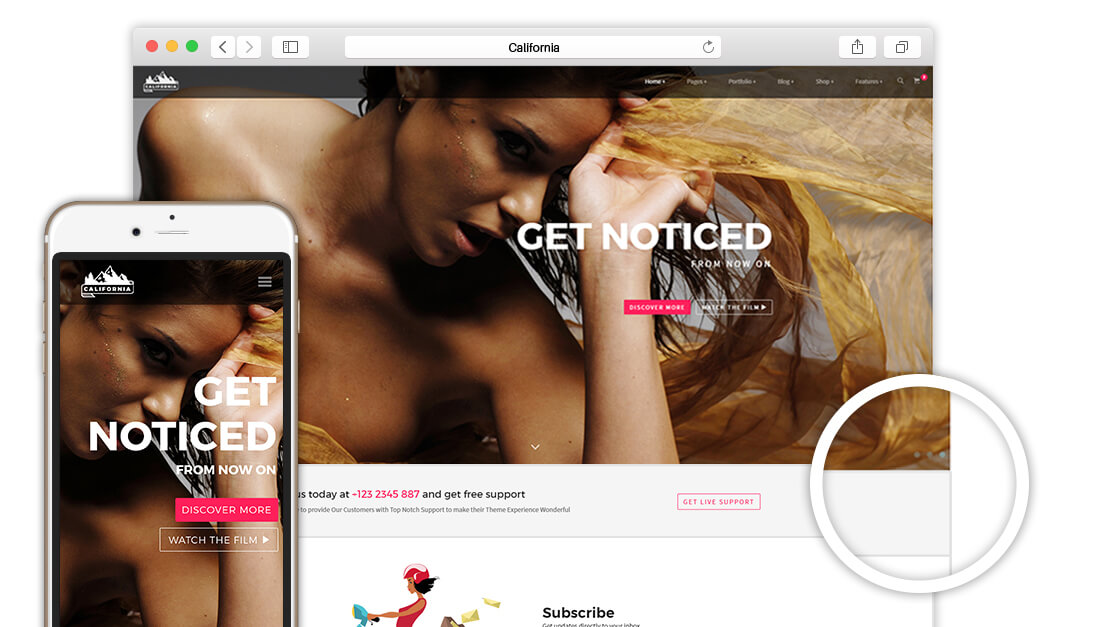 California
CALIFORNIA
Home +
Pages +
Portfolio +
Blog +
Shop +
Features +
GET NOTICED
FROM NOW ON
DISCOVER MORE
WATCH THE FILM
CALIFORNIA
GET
NOTICED
FROM NOW ON
DISCOVER MORE
WATCH THE FILM
us today at +123 2345 887 and get free support
to provide Our Customers with Top Notch Support to make their Theme Experience Wonderful
GET LIVE SUPPORT
Subscribe
Get updates directly to your inbox